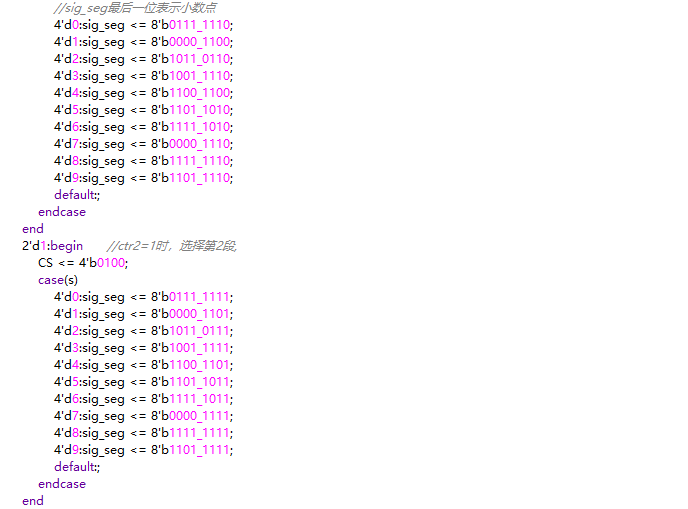 //sig_seg最后一位表示小数点
4'd0:sig_seg <= 8'b0111_1110;
4'd1:sig_seg <= 8'b0000_1100;
4'd2:sig_seg <= 8'b1011_0110;
4'd3:sig_seg <= 8'b1001_1110;
4'd4:sig_seg <= 8'b1100_1100;
4'd5:sig_seg <= 8'b1101_1010;
4'd6:sig_seg <= 8'b1111_1010;
4'd7:sig_seg <= 8'b0000_1110;
4'd8:sig_seg <= 8'b1111_1110;
4'd9:sig_seg <= 8'b1101_1110;
default:;
endcase
end
2'd1:begin //ctr2=1时，选择第2段,
CS <= 4'b0100;
case(s)
4'd0:sig_seg <= 8'b0111_1111;
4'd1:sig_seg <= 8'b0000_1101;
4'd2:sig_seg <= 8'b1011_0111;
4'd3:sig_seg <= 8'b1001_1111;
4'd4:sig_seg <= 8'b1100_1101;
4'd5:sig_seg <= 8'b1101_1011;
4'd6:sig_seg <= 8'b1111_1011;
4'd7:sig_seg <= 8'b0000_1111;
4'd8:sig_seg <= 8'b1111_1111;
4'd9:sig_seg <= 8'b1101_1111;
default:;
endcase
end